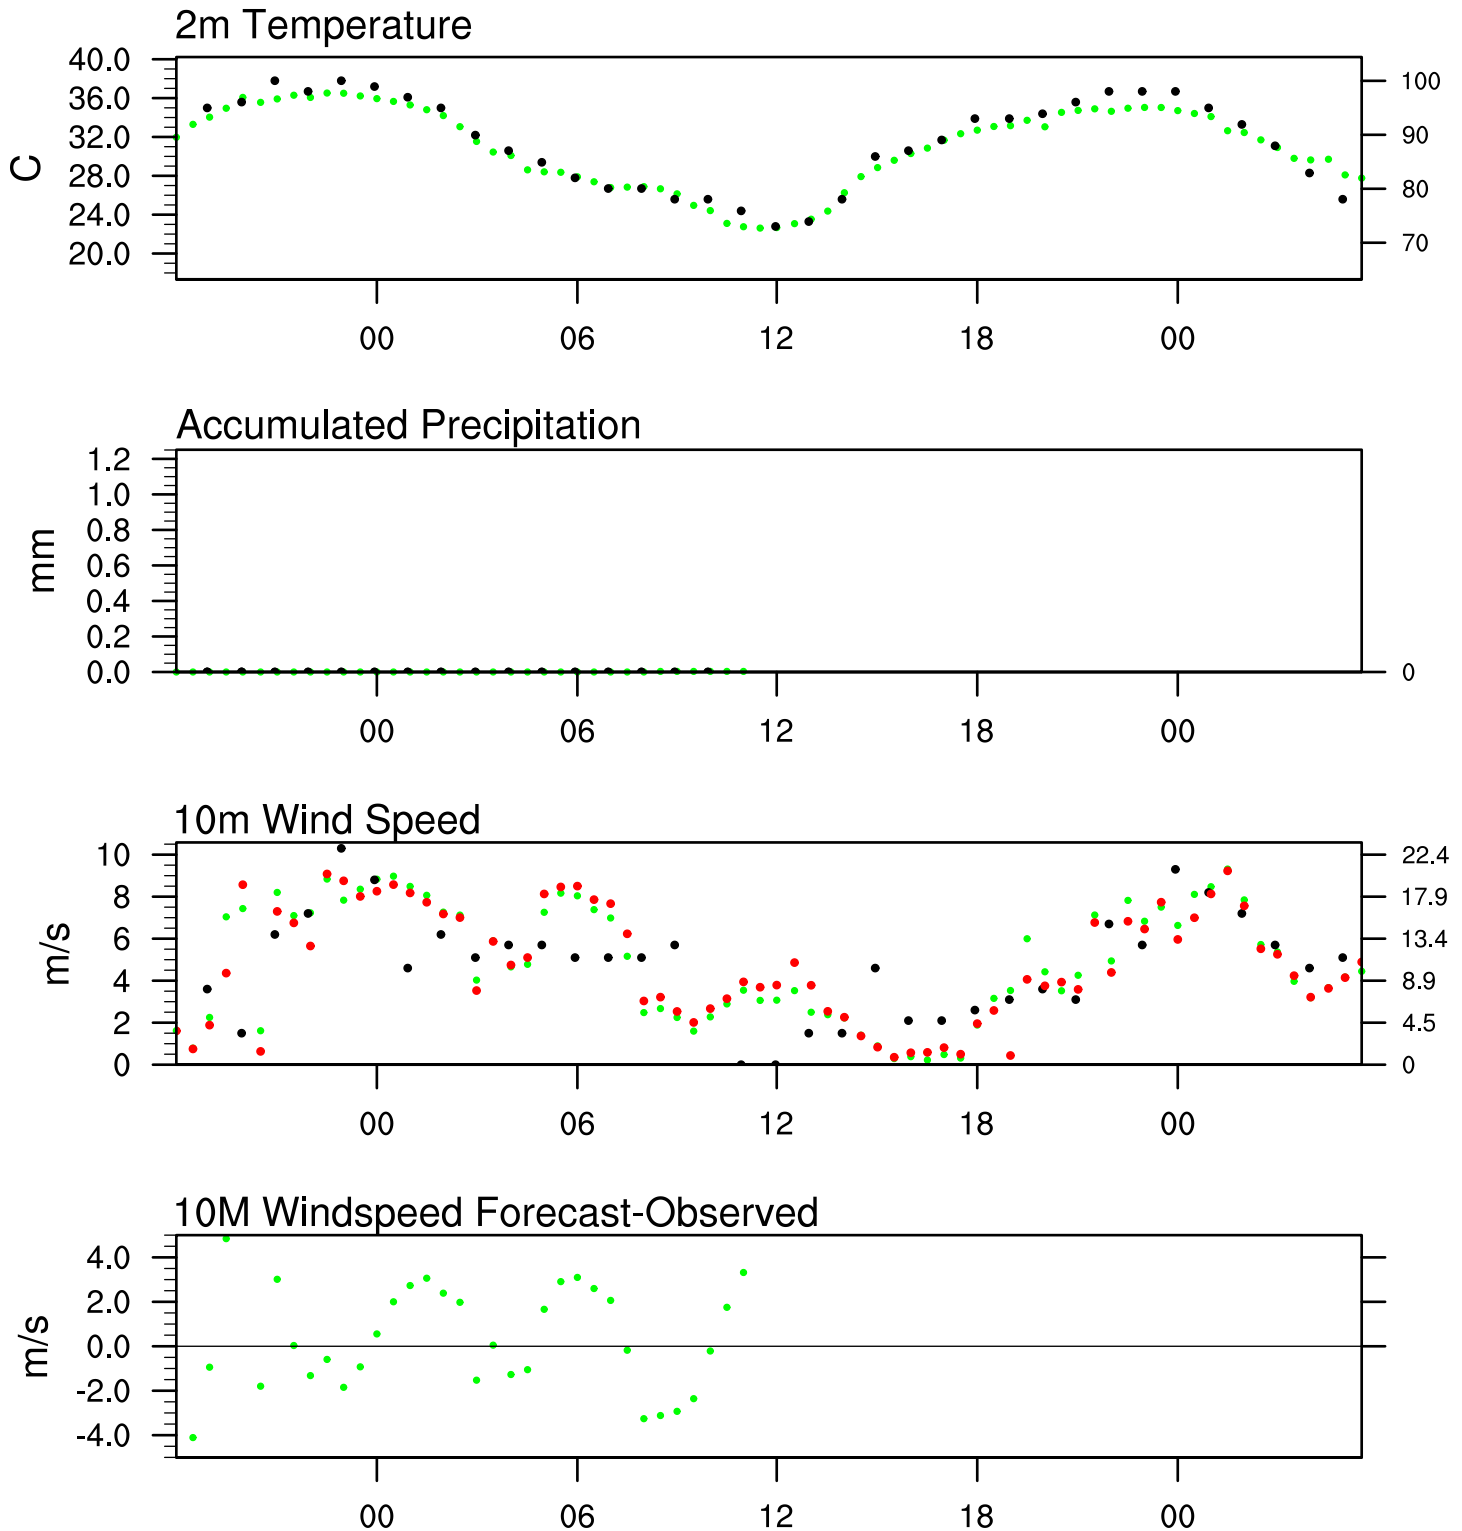 2m Temperature
40.0
36.0
32.0
28.0
24.0
20.0
C
100
90
80
70
00 06 12 18 00
Accumulated Precipitation
1.2
1.0
0.8
0.6
0.4
0.2
0.0
mm
0
00 06 12 18 00
10m Wind Speed
10
8
6
4
2
0
m/s
22.4
17.9
13.4
8.9
4.5
0
00 06 12 18 00
10M Windspeed Forecast-Observed
4.0
2.0
0.0
-2.0
-4.0
m/s
00 06 12 18 00